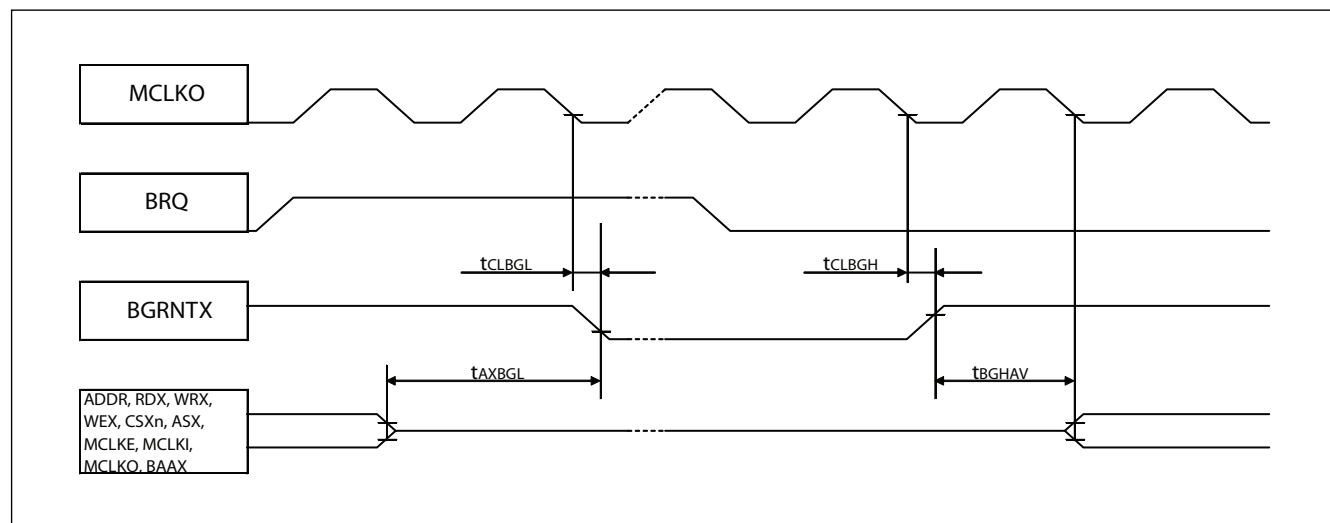 MCLKO
BRQ
tCLBGL
tCLBGH
BGRNTX
tAXBGL
tBGHAV
ADDR, RDX, WRX,
WEX, CSXn, ASX,
MCLKE, MCLKI,
MCLKO, BAAX